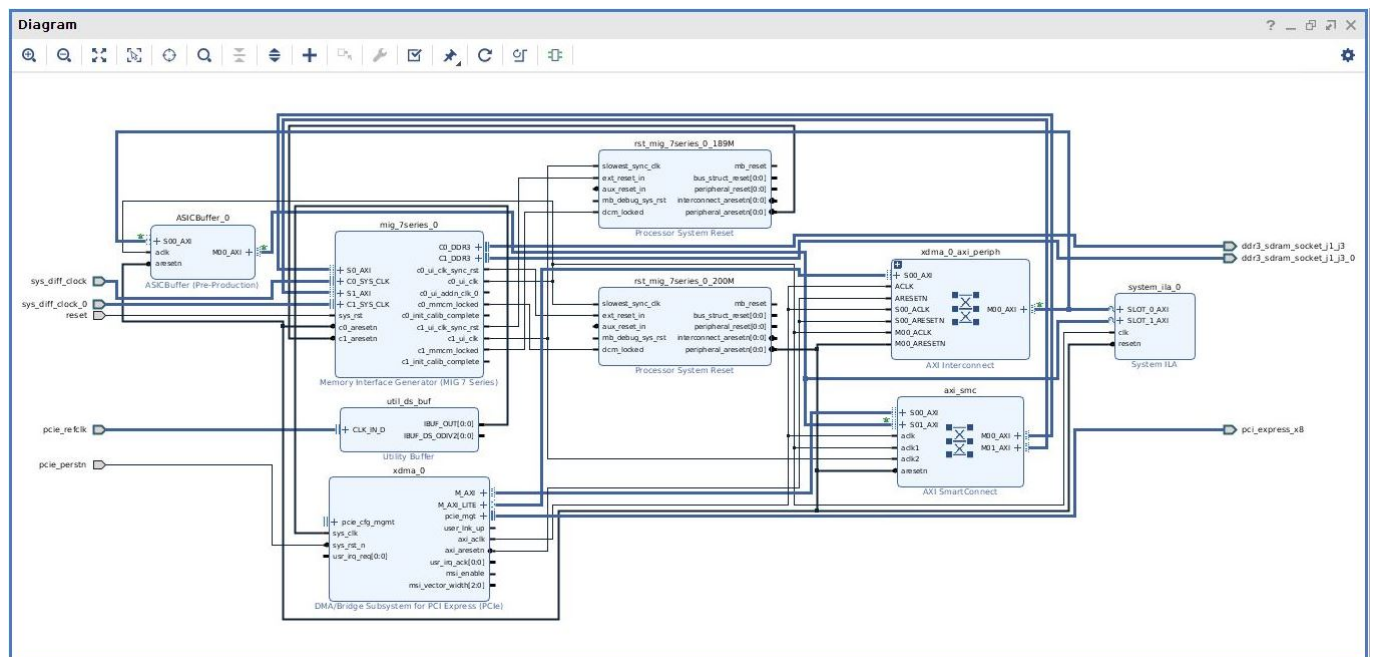 Diagram
rst_mig_7series_0_189M
slowest_sync_clk
ext_reset_in
aux_reset_in
mb_debug_sys_rst
dcm_locked
mb_reset
bus_struct_reset[0:0]
peripheral_reset[0:0]
interconnect_aresetn[0:0]
peripheral_aresetn[0:0]
Processor System Reset
ASICBuffer_0
S00_AXI
aclk
aresetn
M00_AXI
ASICBuffer (Pre-Production)
sys_diff_clock
sys_diff_clock_0
reset
mig_7series_0
S0_AXI
C0_SYS_CLK
S1_AXI
C1_SYS_CLK
sys_rst
c0_aresetn
c1_aresetn
C0_DDR3
C1_DDR3
c0_ui_clk_sync_rst
c0_ui_clk
c0_ui_addn_clk_0
c0_mmcm_locked
c0_init_calib_complete
c1_ui_clk_sync_rst
c1_ui_clk
c1_mmcm_locked
c1_init_calib_complete
Memory Interface Generator (MIG 7 Series)
rst_mig_7series_0_200M
slowest_sync_clk
ext_reset_in
aux_reset_in
mb_debug_sys_rst
dcm_locked
mb_reset
bus_struct_reset[0:0]
peripheral_reset[0:0]
interconnect_aresetn[0:0]
peripheral_aresetn[0:0]
Processor System Reset
xdma_0_axi_periph
S00_AXI
ACLK
ARESETN
S00_ACLK
S00_ARESETN
M00_ACLK
M00_ARESETN
M00_AXI
AXI Interconnect
ddr3_sdram_socket_j1_j3
ddr3_sdram_socket_j1_j3_0
system_ila_0
SLOT_0_AXI
SLOT_1_AXI
clk
resetn
System ILA
util_ds_buf
CLK_IN_D
IBUF_OUT[0:0]
IBUF_DS_ODIV2[0:0]
Utility Buffer
pcie_refclk
pcie_perstn
axi_smc
S00_AXI
S01_AXI
aclk
aclk1
aclk2
aresetn
M00_AXI
M01_AXI
AXI SmartConnect
pci_express_x8
xdma_0
pcie_cfg_mgmt
sys_clk
sys_rst_n
usr_irq_req[0:0]
M_AXI
M_AXI_LITE
pcie_mgt
user_lnk_up
axi_aclk
axi_aresetn
usr_irq_ack[0:0]
msi_enable
msi_vector_width[2:0]
DMA/Bridge Subsystem for PCI Express (PCIe)